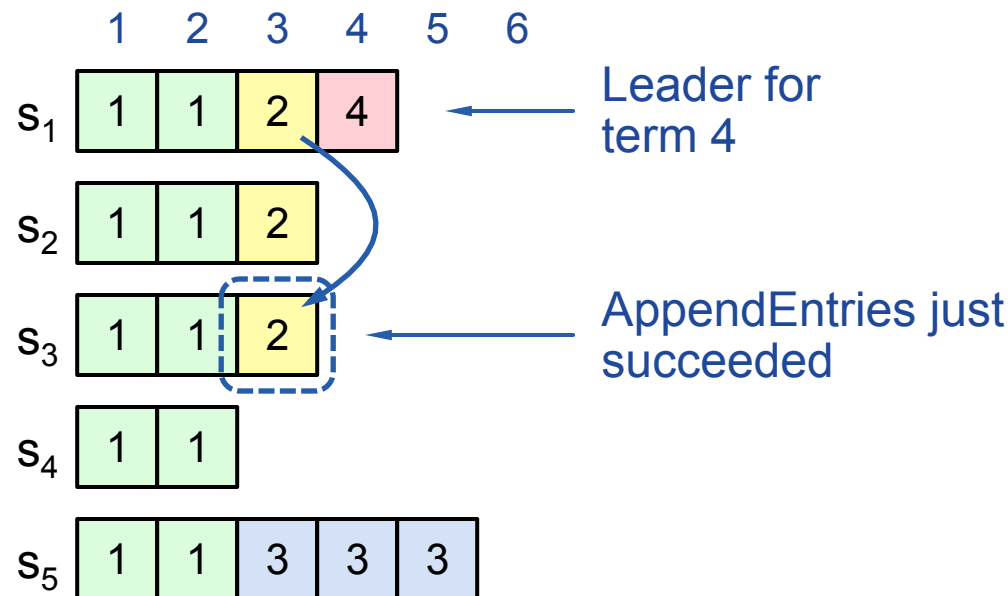 1 2 3 4 5 6
s1 1 1 2 4
Leader for
term 4
s2 1 1 2
s3 1 1 2
AppendEntries just
succeeded
s4 1 1
s5 1 1 3 3 3